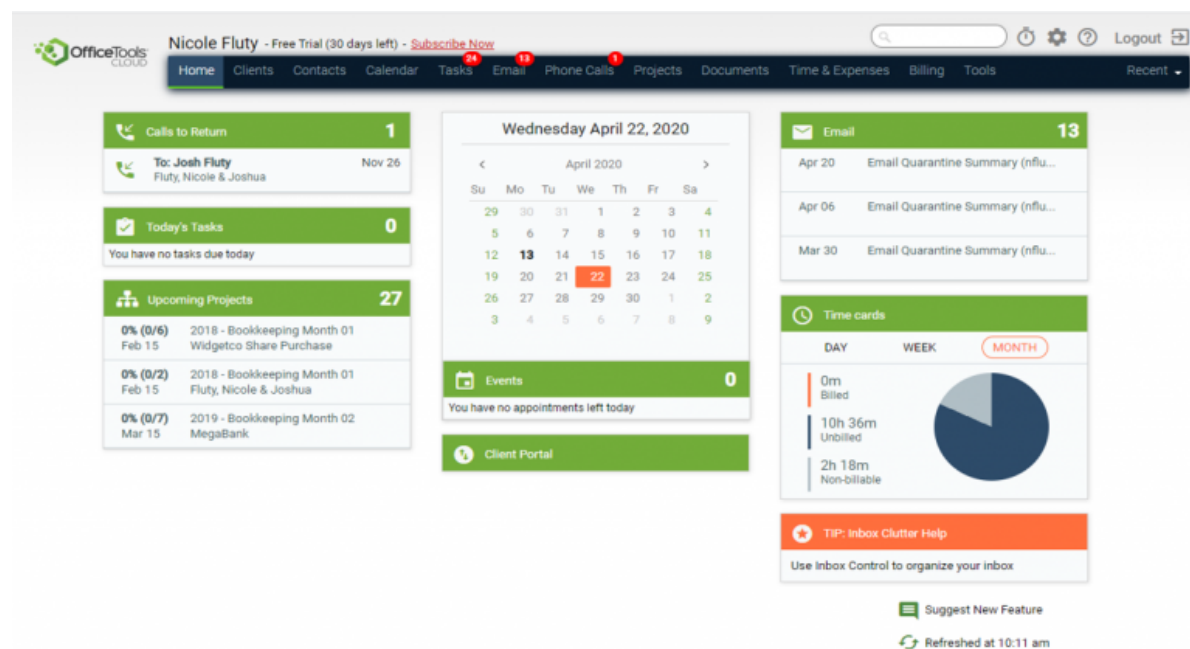 OfficeTools
CLOUD
Nicole Fluty - Free Trial (30 days left) - Subscribe Now
Logout
Home Clients Contacts Calendar Tasks 24 Email 13 Phone Calls 1 Projects Documents Time & Expenses Billing Tools Recent
Calls to Return 1
To: Josh Fluty Nov 26
Fluty, Nicole & Joshua
Today's Tasks 0
You have no tasks due today
Upcoming Projects 27
0% (0/6) 2018 - Bookkeeping Month 01
Feb 15 Widgetco Share Purchase
0% (0/2) 2018 - Bookkeeping Month 01
Feb 15 Fluty, Nicole & Joshua
0% (0/7) 2019 - Bookkeeping Month 02
Mar 15 MegaBank
Wednesday April 22, 2020
< April 2020 >
Su Mo Tu We Th Fr Sa
29 30 31 1 2 3 4
5 6 7 8 9 10 11
12 13 14 15 16 17 18
19 20 21 22 23 24 25
26 27 28 29 30 1 2
3 4 5 6 7 8 9
Events 0
You have no appointments left today
Client Portal
Email 13
Apr 20 Email Quarantine Summary (nflu...
Apr 06 Email Quarantine Summary (nflu...
Mar 30 Email Quarantine Summary (nflu...
Time cards
DAY WEEK MONTH
0m
Billed
10h 36m
Unbilled
2h 18m
Non-billable
TIP: Inbox Clutter Help
Use Inbox Control to organize your inbox
Suggest New Feature
Refreshed at 10:11 am